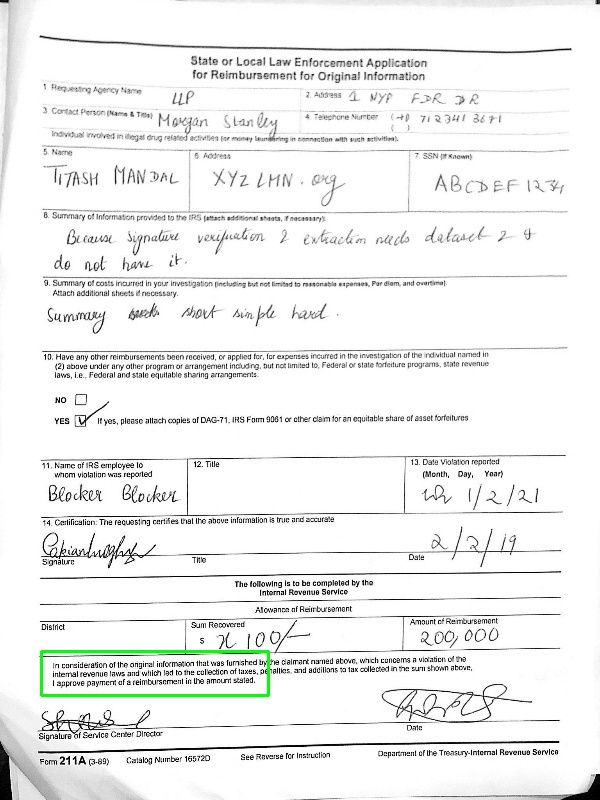 State or Local Law Enforcement Application
for Reimbursement for Original Information
1. Requesting Agency Name
LLP
2. Address 1 NYP FDR DR
3. Contact Person (Name & Title) Morgan Stanley
4. Telephone Number (+1) 712341 3671
( )
Individual involved in illegal drug related activities (or money laundering in connection with such activities).
5. Name
TITASH MANDAL
6. Address
XYZLMN.org
7. SSN (If Known)
ABCDEF 1234
8. Summary of Information provided to the IRS (attach additional sheets, if necessary):
Because signature verification 2 extraction needs dataset 2 &
do not have it.
9. Summary of costs incurred in your investigation (including but not limited to reasonable expenses, Per diem, and overtime).
Attach additional sheets if necessary.
Summary short simple hard.
10. Have any other reimbursements been received, or applied for, for expenses incurred in the investigation of the individual named in
(2) above under any other program or arrangement including, but not limited to, Federal or state forfeiture programs, state revenue
laws, i.e., Federal and state equitable sharing arrangements.
NO
YES If yes, please attach copies of DAG-71, IRS Form 9061 or other claim for an equitable share of asset forfeitures
11. Name of IRS employee to
whom violation was reported
Blocker Blocker
12. Title
13. Date Violation reported
(Month, Day, Year)
1/2/21
14. Certification: The requesting certifies that the above information is true and accurate
2/2/19
Signature Title Date
The following is to be completed by the
Internal Revenue Service
Allowance of Reimbursement
District
Sum Recovered
$ 100/-
Amount of Reimbursement
200,000
In consideration of the original information that was furnished by the claimant named above, which concerns a violation of the
internal revenue laws and which led to the collection of taxes, penalties, and additions to tax collected in the sum shown above,
I approve payment of a reimbursement in the amount stated.
Signature of Service Center Director Date
Form 211A (3-89) Catalog Number 16572D See Reverse for Instruction Department of the Treasury-Internal Revenue Service